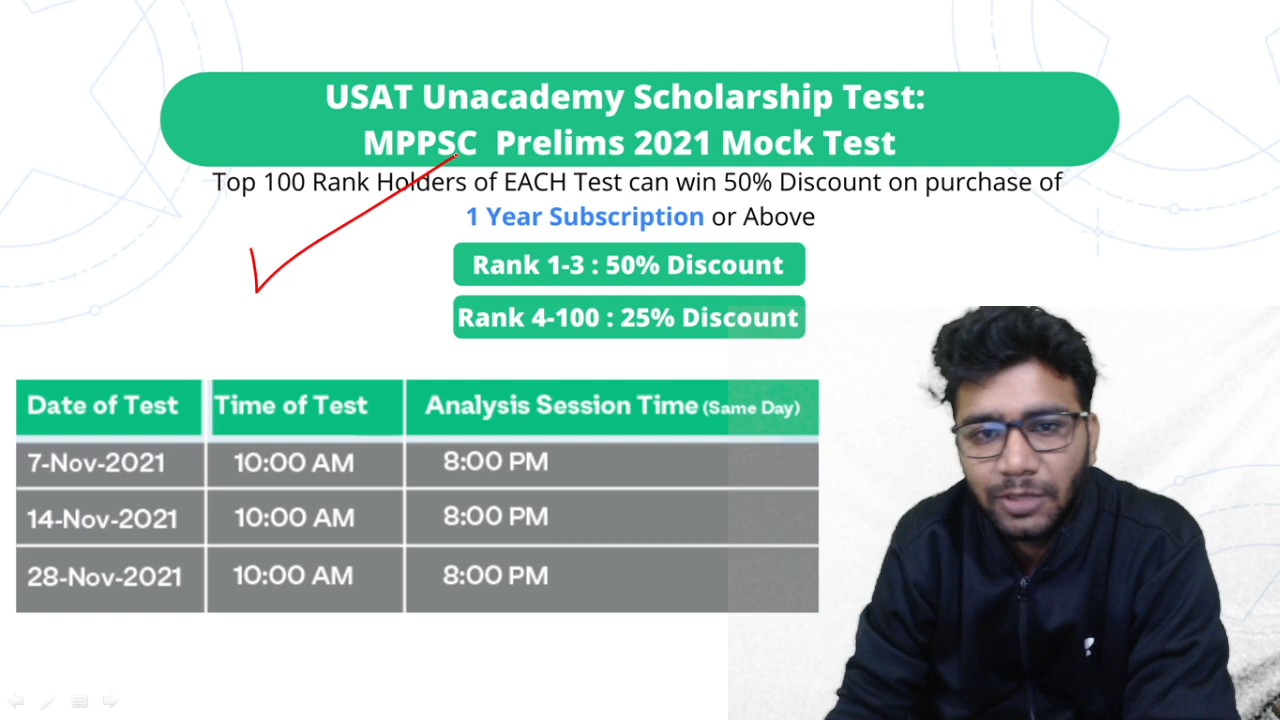 USAT Unacademy Scholarship Test:
MPPSC Prelims 2021 Mock Test
Top 100 Rank Holders of EACH Test can win 50% Discount on purchase of
1 Year Subscription or Above
Rank 1-3 : 50% Discount
Rank 4-100 : 25% Discount
Date of Test Time of Test Analysis Session Time (Same Day)
7-Nov-2021 10:00 AM 8:00 PM
14-Nov-2021 10:00 AM 8:00 PM
28-Nov-2021 10:00 AM 8:00 PM